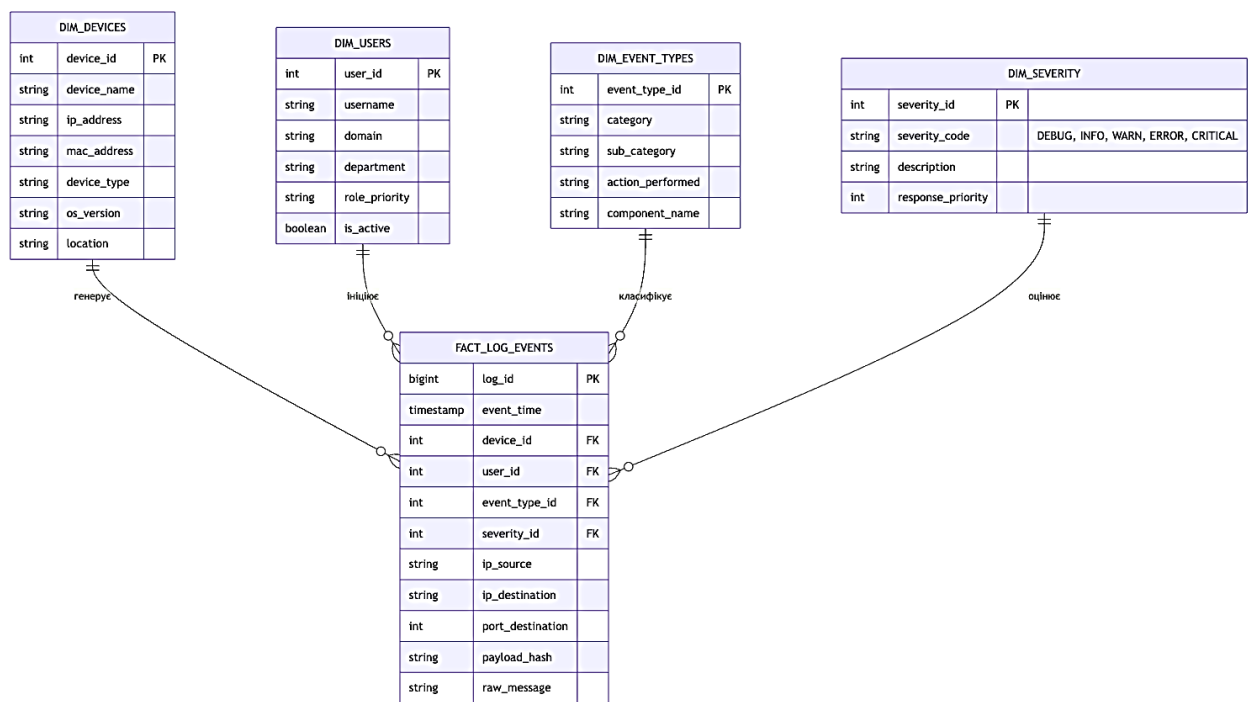 DIM_DEVICES
int device_id PK
string device_name
string ip_address
string mac_address
string device_type
string os_version
string location
DIM_USERS
int user_id PK
string username
string domain
string department
string role_priority
boolean is_active
DIM_EVENT_TYPES
int event_type_id PK
string category
string sub_category
string action_performed
string component_name
DIM_SEVERITY
int severity_id PK
string severity_code DEBUG, INFO, WARN, ERROR, CRITICAL
string description
int response_priority
генерує
ініціює
класифікує
оцінює
FACT_LOG_EVENTS
bigint log_id PK
timestamp event_time
int device_id FK
int user_id FK
int event_type_id FK
int severity_id FK
string ip_source
string ip_destination
int port_destination
string payload_hash
string raw_message